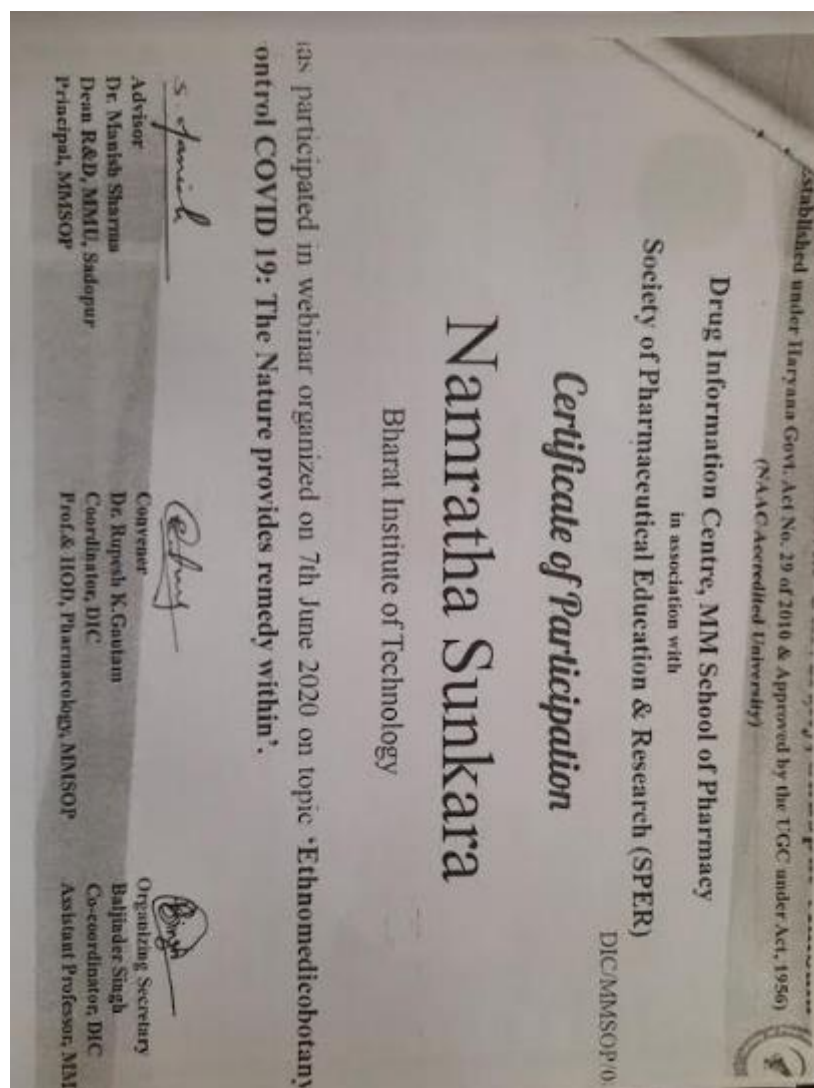 Established under Haryana Govt. Act No. 29 of 2010 & Approved by the UGC under Act, 1956)
(NAAC Accredited University)
Drug Information Centre, MM School of Pharmacy
in association with
Society of Pharmaceutical Education & Research (SPER)
DIC/MMSOP/0
Certificate of Participation
Namratha Sunkara
Bharat Institute of Technology
as participated in webinar organized on 7th June 2020 on topic 'Ethnomedicobotany
ontrol COVID 19: The Nature provides remedy within'.
Advisor
Dr. Manish Sharma
Dean R&D, MMU, Sadopur
Principal, MMSOP
Convener
Dr. Rupesh K.Gautam
Coordinator, DIC
Prof.& HOD, Pharmacology, MMSOP
Organizing Secretary
Baljinder Singh
Co-coordinator, DIC
Assistant Professor, MM